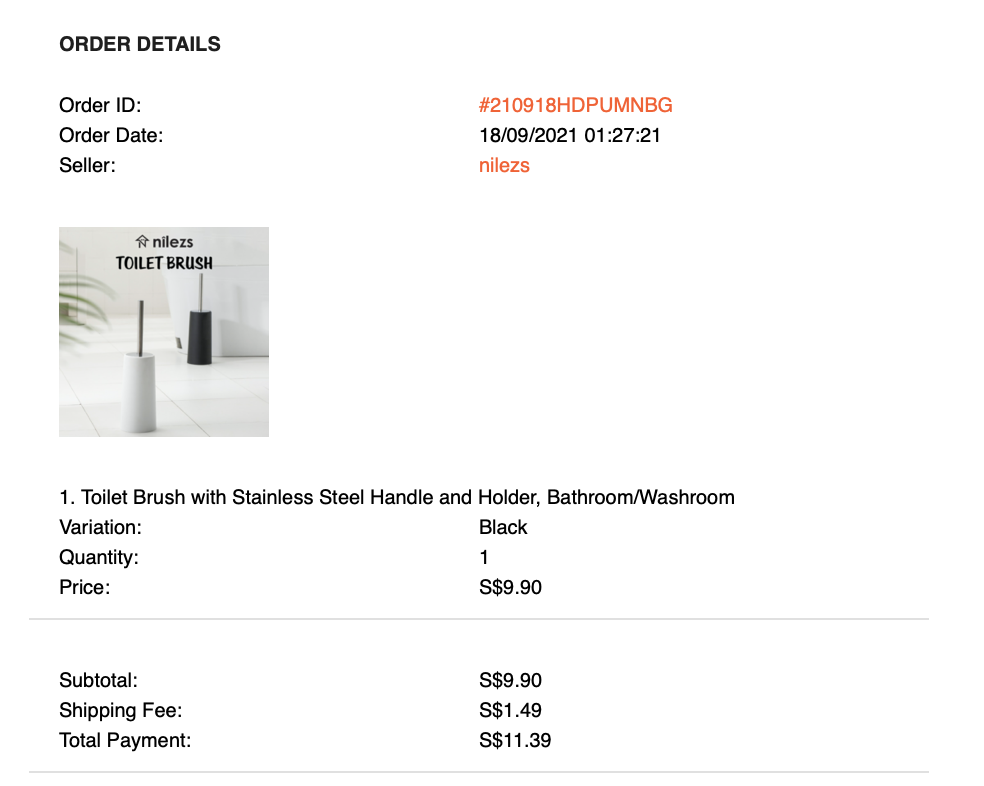 ORDER DETAILS
Order ID: #210918HDPUMNBG
Order Date: 18/09/2021 01:27:21
Seller: nilezs
nilezs
TOILET BRUSH
1. Toilet Brush with Stainless Steel Handle and Holder, Bathroom/Washroom
Variation: Black
Quantity: 1
Price: S$9.90
Subtotal: S$9.90
Shipping Fee: S$1.49
Total Payment: S$11.39